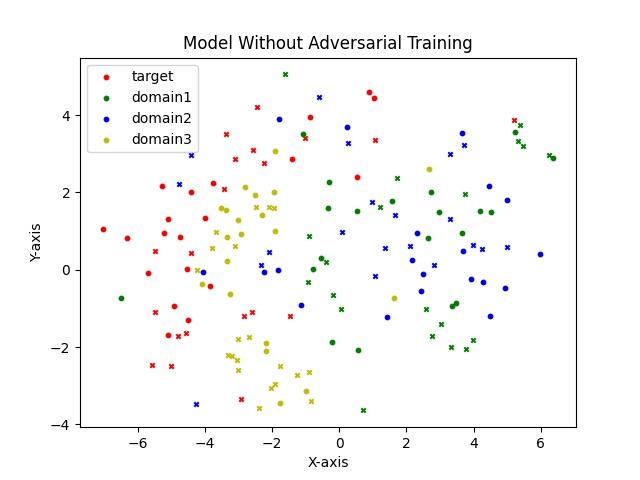 Model Without Adversarial Training
target
domain1
domain2
domain3
Y-axis
4
2
0
−2
−4
−6 −4 −2 0 2 4 6
X-axis